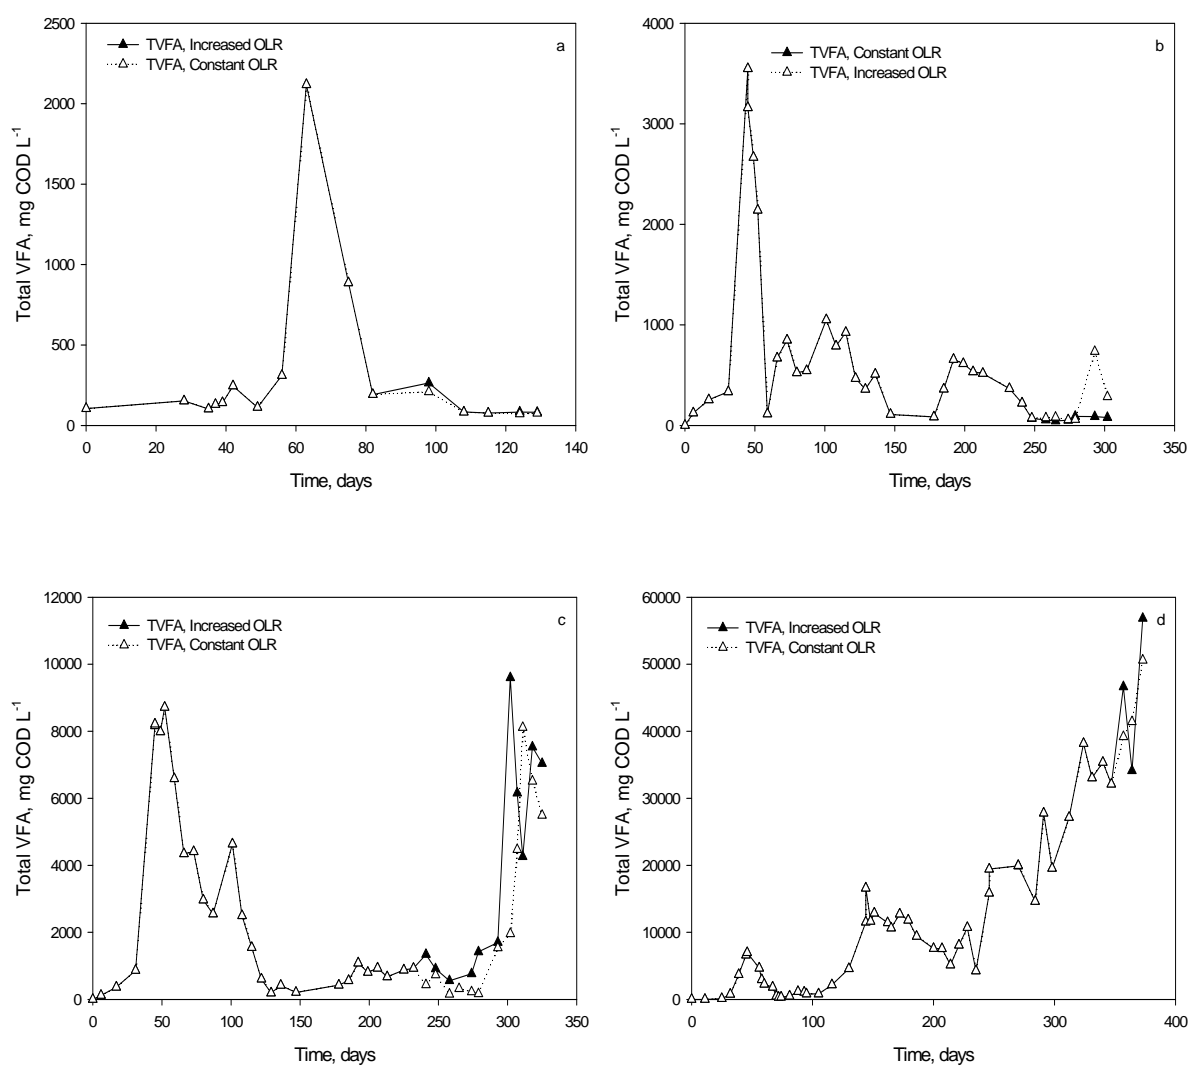 2500
2000
1500
1000
500
0
Total VFA, mg COD L-1
TVFA, Increased OLR
TVFA, Constant OLR
a
0 20 40 60 80 100 120 140
Time, days
4000
3000
2000
1000
0
Total VFA, mg COD L-1
TVFA, Constant OLR
TVFA, Increased OLR
b
0 50 100 150 200 250 300 350
Time, days
12000
10000
8000
6000
4000
2000
0
Total VFA, mg COD L-1
TVFA, Increased OLR
TVFA, Constant OLR
c
0 50 100 150 200 250 300 350
Time, days
60000
50000
40000
30000
20000
10000
0
Total VFA, mg COD L-1
TVFA, Increased OLR
TVFA, Constant OLR
d
0 100 200 300 400
Time, days